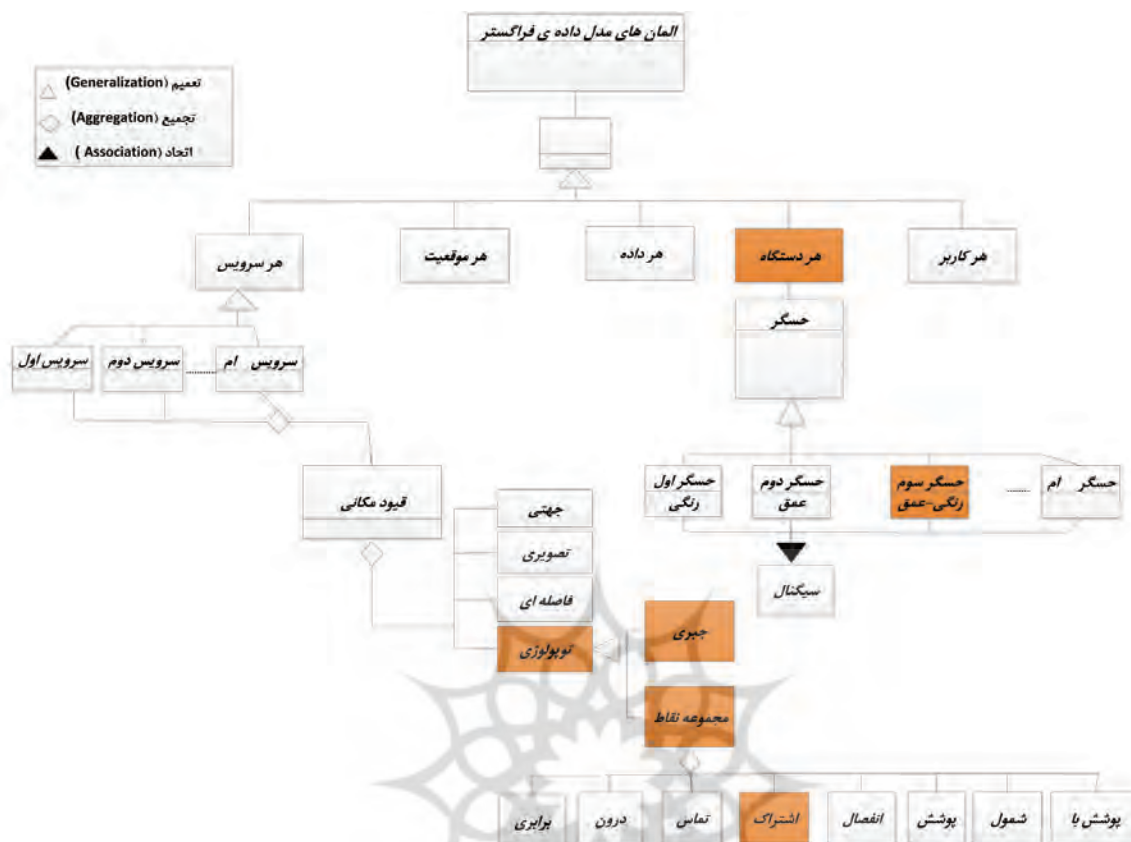 المان های مدل داده ی فراگستر
تعمیم (Generalization)
تجمیع (Aggregation)
اتحاد (Association )
هر کاربر
هر دستگاه
هر داده
هر موقعیت
هر سرویس
حسگر
سرویس اول
سرویس دوم
......
سرویس ام
حسگر اول
رنگی
حسگر دوم
عمق
حسگر سوم
رنگی-عمق
......
حسگر ام
سیگنال
قیود مکانی
جهتی
تصویری
فاصله ای
توپولوژی
جبری
مجموعه نقاط
پوشش با
شمول
پوشش
انفصال
اشتراک
تماس
درون
برابری